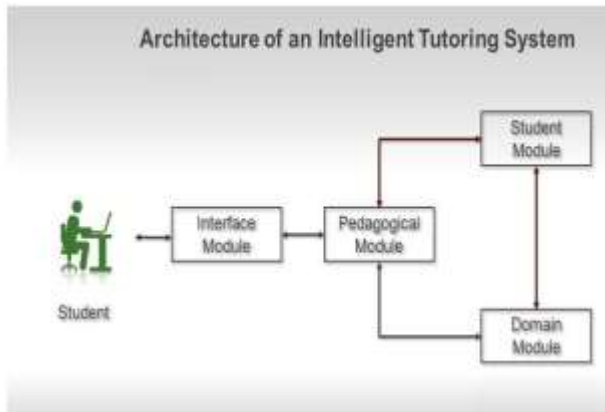 Architecture of an Intelligent Tutoring System
Student
Module
Interface
Module
Pedagogical
Module
Student
Domain
Module